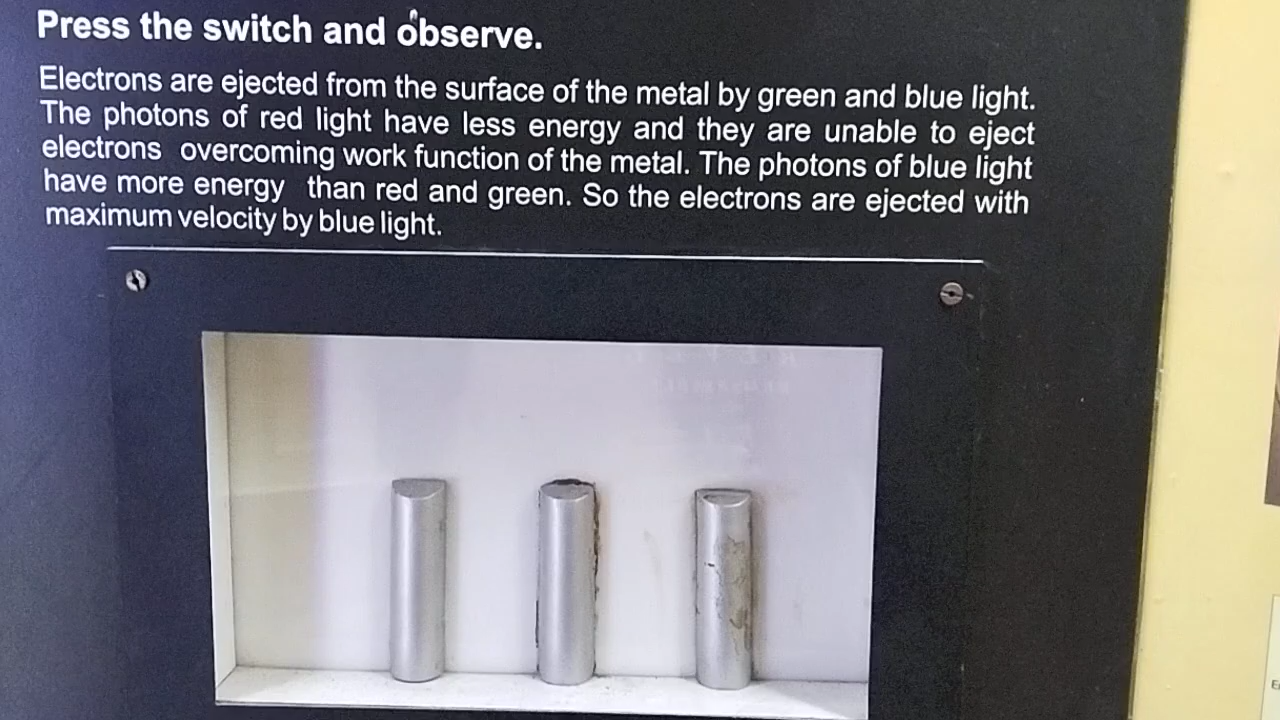 Press the switch and observe.
Electrons are ejected from the surface of the metal by green and blue light.
The photons of red light have less energy and they are unable to eject
electrons overcoming work function of the metal. The photons of blue light
have more energy than red and green. So the electrons are ejected with
maximum velocity by blue light.